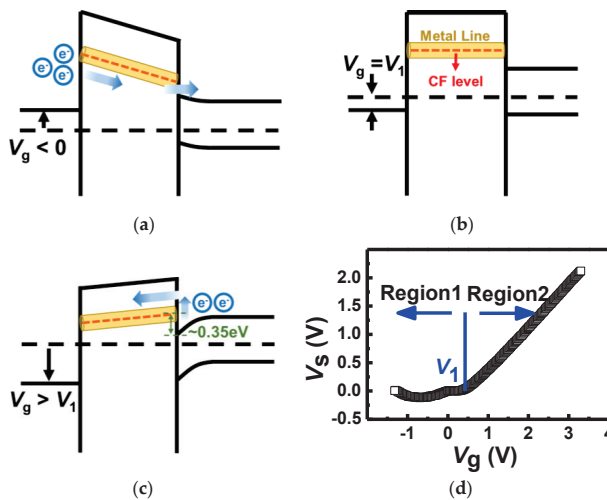 e⁻ e⁻ e⁻
V_g < 0
(a)
Metal Line
CF level
V_g = V_1
(b)
e⁻ e⁻
~0.35eV
V_g > V_1
(c)
2.0
1.5
1.0
0.5
0.0
-0.5
V_s (V)
Region1 Region2
V_1
-1 0 1 2 3 4
V_g (V)
(d)